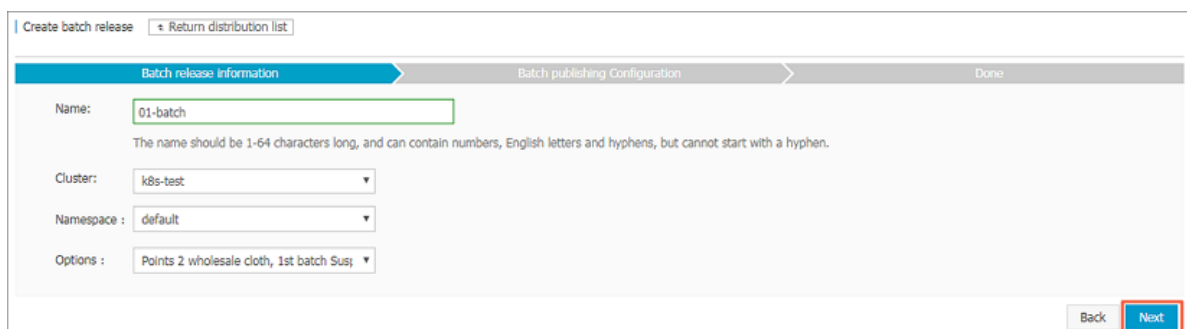 Create batch release Return distribution list
Batch release information Batch publishing Configuration Done
Name: 01-batch
The name should be 1-64 characters long, and can contain numbers, English letters and hyphens, but cannot start with a hyphen.
Cluster: k8s-test
Namespace : default
Options : Points 2 wholesale cloth, 1st batch Sus
Back Next